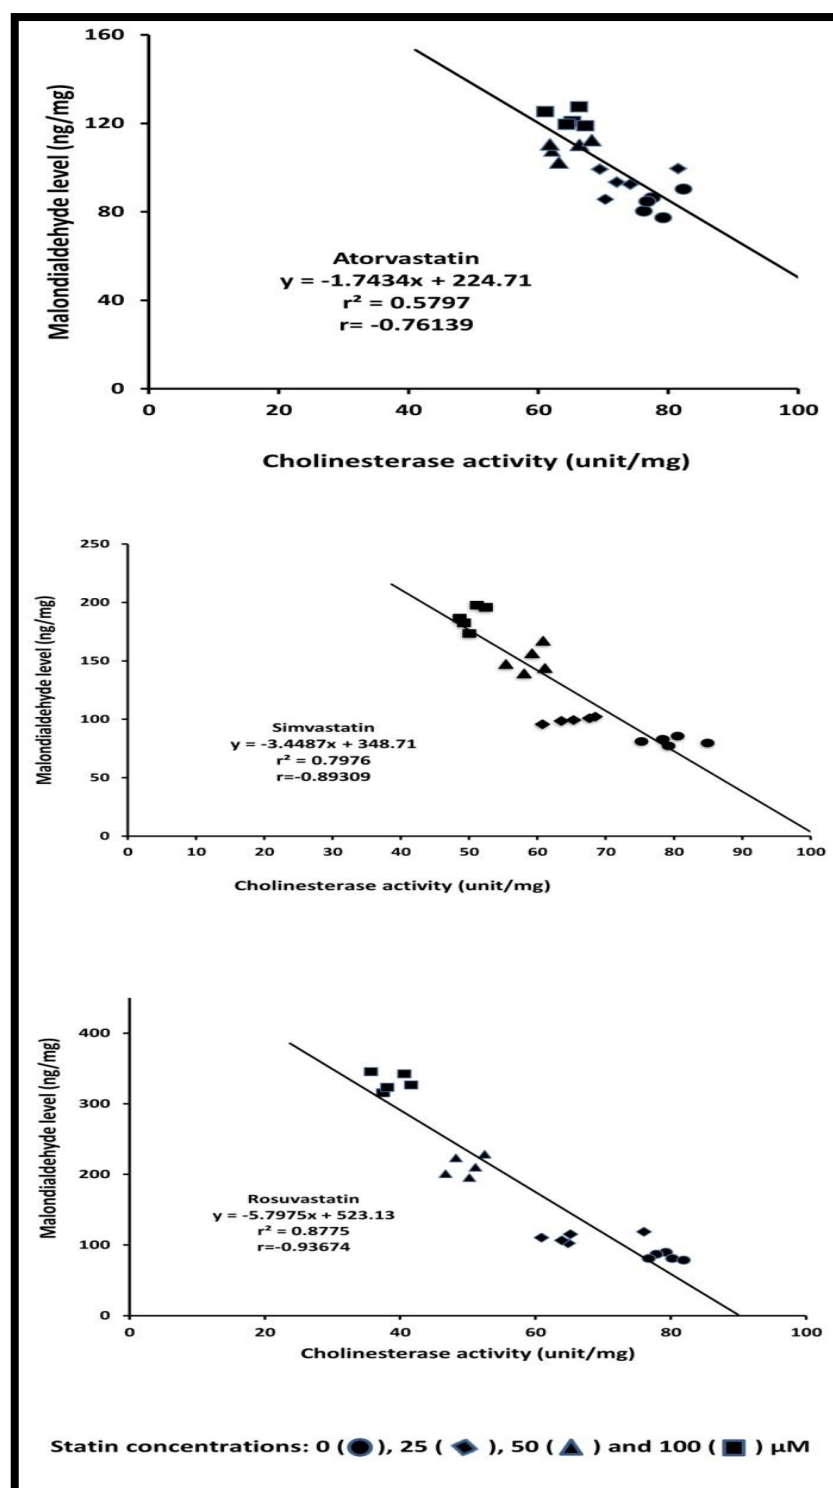 160
120
80
40
0
Malondialdehyde level (ng/mg)
Atorvastatin
y = -1.7434x + 224.71
r² = 0.5797
r= -0.76139
0 20 40 60 80 100
Cholinesterase activity (unit/mg)
250
200
150
100
50
0
Malondialdehyde level (ng/mg)
Simvastatin
y = -3.4487x + 348.71
r² = 0.7976
r=-0.89309
0 10 20 30 40 50 60 70 80 90 100
Cholinesterase activity (unit/mg)
400
300
200
100
0
Malondialdehyde level (ng/mg)
Rosuvastatin
y = -5.7975x + 523.13
r² = 0.8775
r=-0.93674
0 20 40 60 80 100
Cholinesterase activity (unit/mg)
Statin concentrations: 0 (●), 25 (◆), 50 (▲) and 100 (■) µM